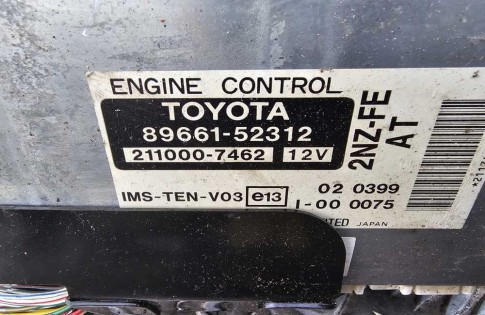 ENGINE CONTROL
TOYOTA
89661-52312
211000-7462 12V
2NZ-FE
AT
IMS-TEN-V03 e13
02 0399
I-00 0075
ITED JAPAN